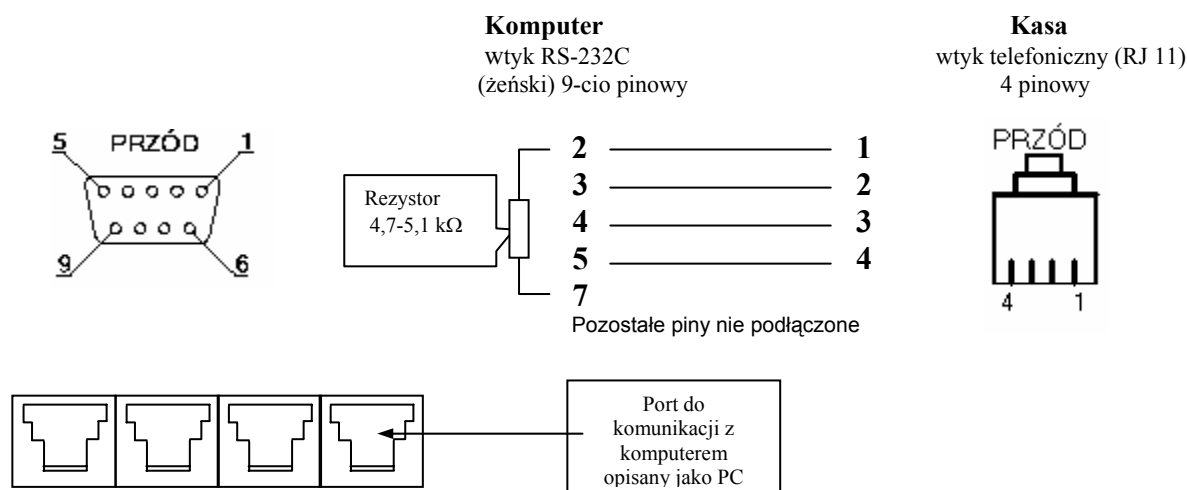 Komputer
wtyk RS-232C
(żeński) 9-cio pinowy
Kasa
wtyk telefoniczny (RJ 11)
4 pinowy
5 PRZÓD 1
9 6
Rezystor
4,7-5,1 kΩ
2 1
3 2
4 3
5 4
7
Pozostałe piny nie podłączone
PRZÓD
4 1
Port do
komunikacji z
komputerem
opisany jako PC